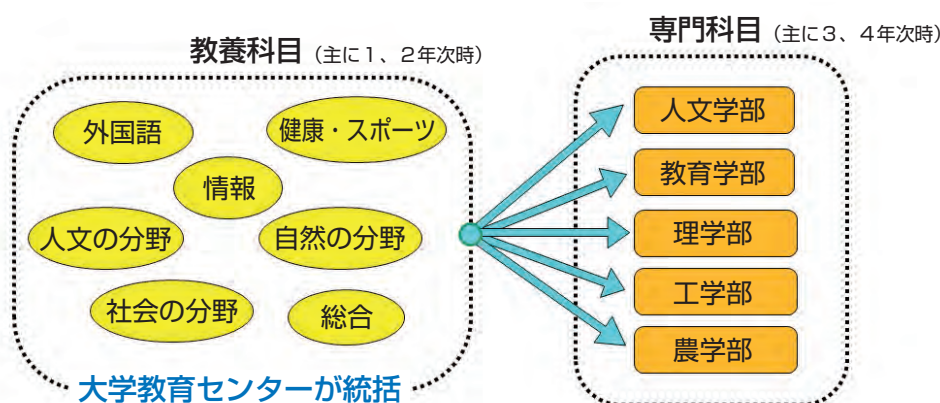 教養科目（主に１、２年次時）
外国語
健康・スポーツ
情報
人文の分野
自然の分野
社会の分野
総合
大学教育センターが統括
専門科目（主に３、４年次時）
人文学部
教育学部
理学部
工学部
農学部